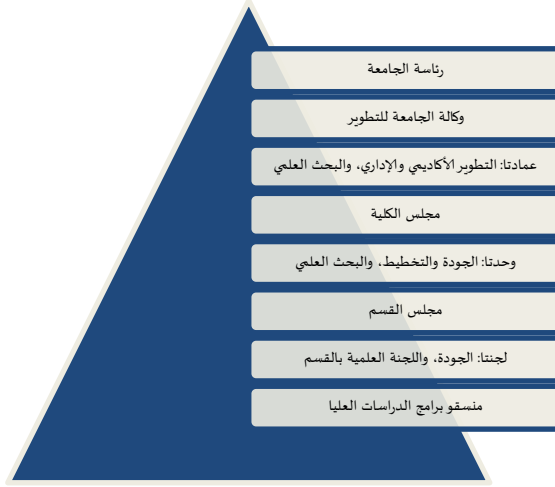 رئاسة الجامعة
وكالة الجامعة للتطوير
عمادتا: التطوير الأكاديمي والإداري، والبحث العلمي
مجلس الكلية
وحدتا: الجودة والتخطيط، والبحث العلمي
مجلس القسم
لجنتا: الجودة، واللجنة العلمية بالقسم
منسقو برامج الدراسات العليا